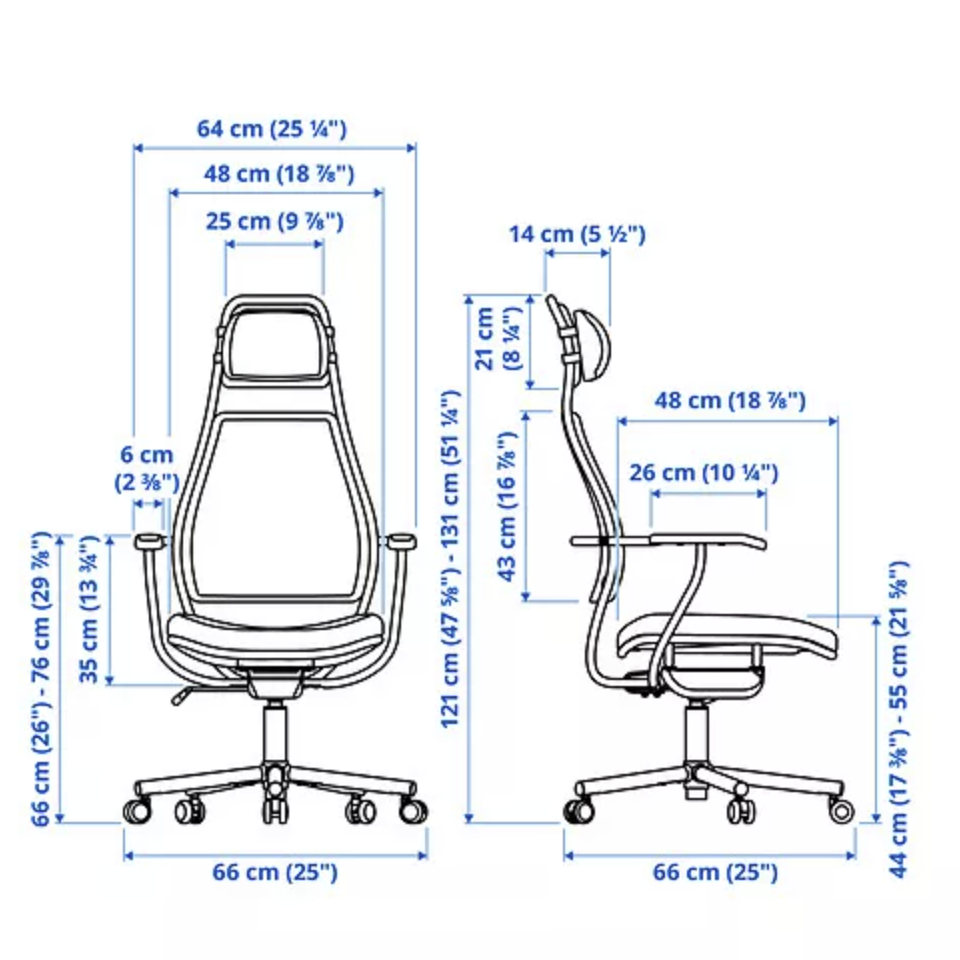 64 cm (25 ¼")
48 cm (18 ⅞")
25 cm (9 ⅞")
14 cm (5 ½")
21 cm
(8 ¼")
48 cm (18 ⅞")
6 cm
(2 ⅜")
26 cm (10 ¼")
43 cm (16 ⅞")
121 cm (47 ⅝") - 131 cm (51 ¼")
35 cm (13 ¾")
66 cm (26") - 76 cm (29 ⅞")
44 cm (17 ⅜") - 55 cm (21 ⅝")
66 cm (25")
66 cm (25")